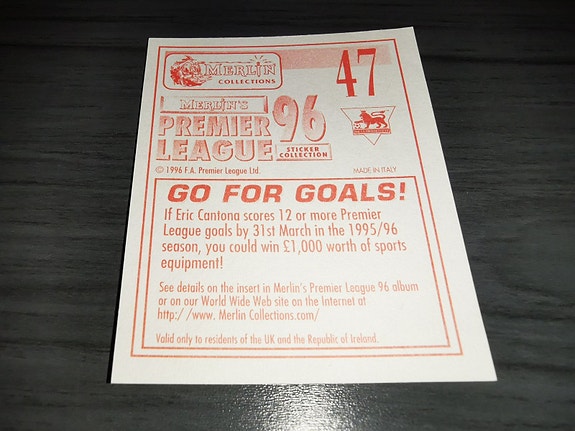 MERLIN
COLLECTIONS
47
MERLIN'S
PREMIER
LEAGUE
96
STICKER
COLLECTION
© 1996 F.A. Premier League Ltd.
MADE IN ITALY
GO FOR GOALS!
If Eric Cantona scores 12 or more Premier
League goals by 31st March in the 1995/96
season, you could win £1,000 worth of sports
equipment!
See details on the insert in Merlin's Premier League 96 album
or on our World Wide Web site on the Internet at
http://www. Merlin Collections.com/
Valid only to residents of the UK and the Republic of Ireland.